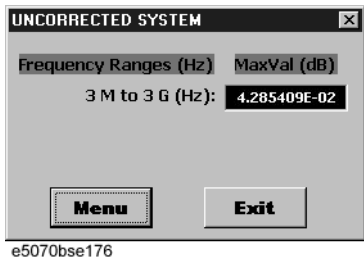 UNCORRECTED SYSTEM
Frequency Ranges (Hz) MaxVal (dB)
3 M to 3 G (Hz): 4.285409E-02
Menu Exit
e5070bse176